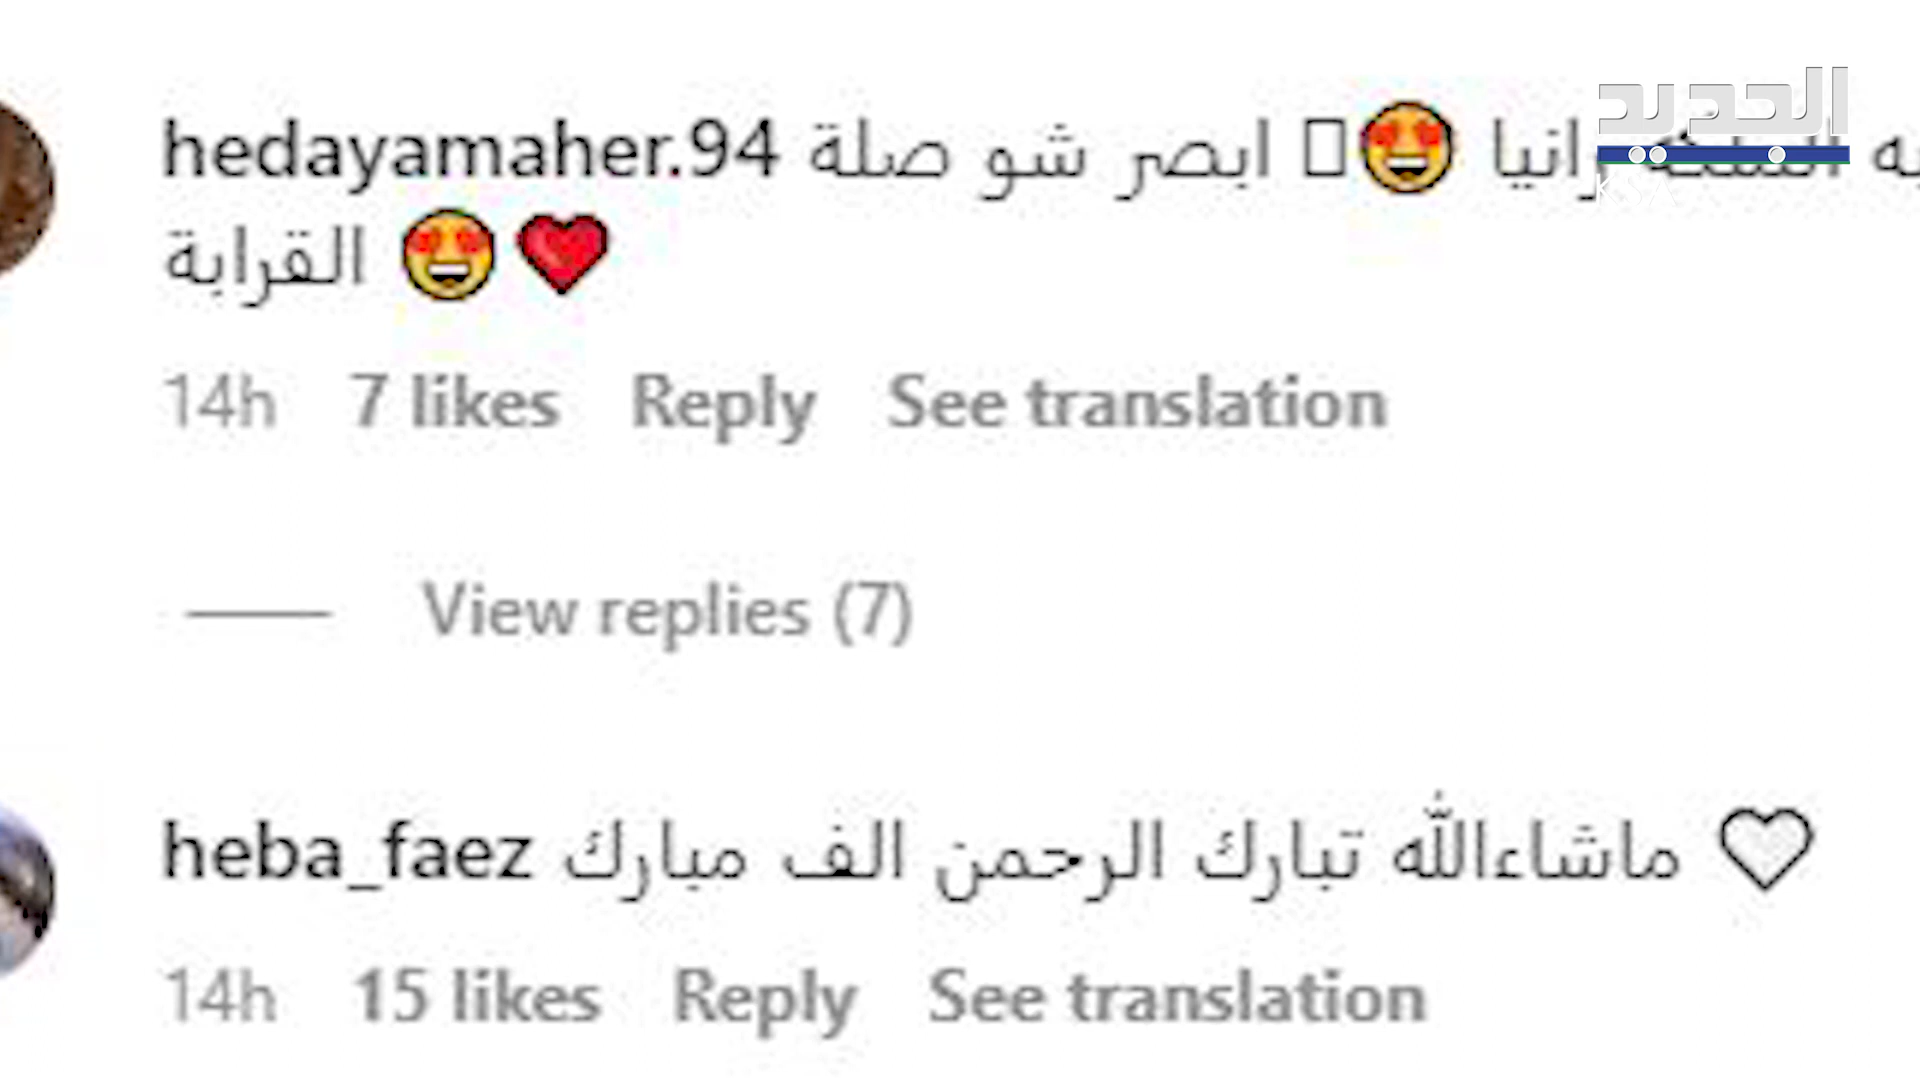 الجديد
KSA
hedayamaher.94 ابصر شو صلة 😍 رانيا
القرابة 😍❤️
14h 7 likes Reply See translation
View replies (7)
heba_faez ماشاءالله تبارك الرحمن الف مبارك 🤍
14h 15 likes Reply See translation